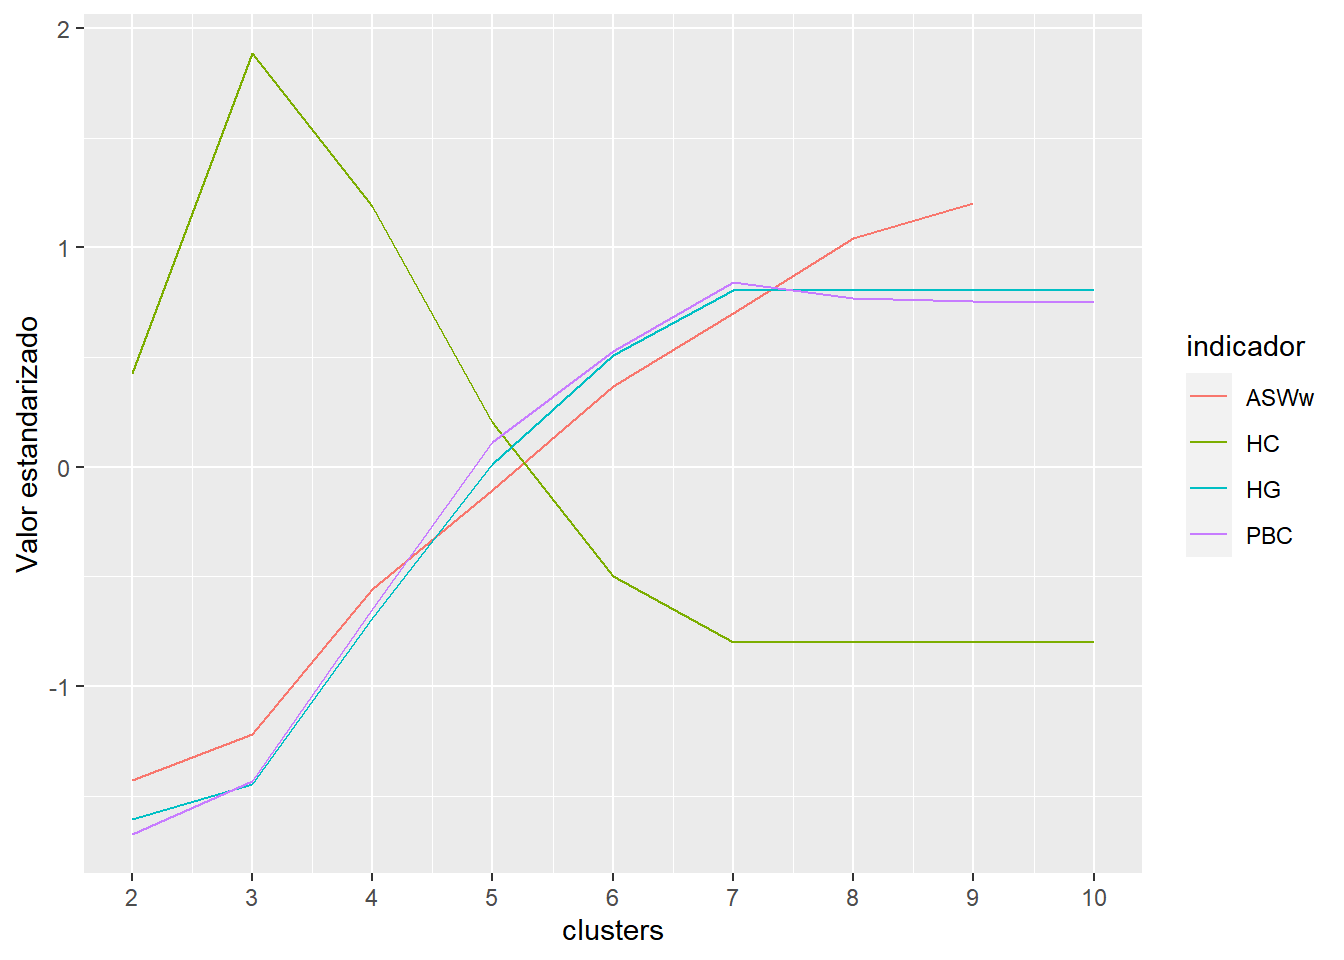 2
1
0
-1
Valor estandarizado
2 3 4 5 6 7 8 9 10
clusters
indicador
ASWw
HC
HG
PBC